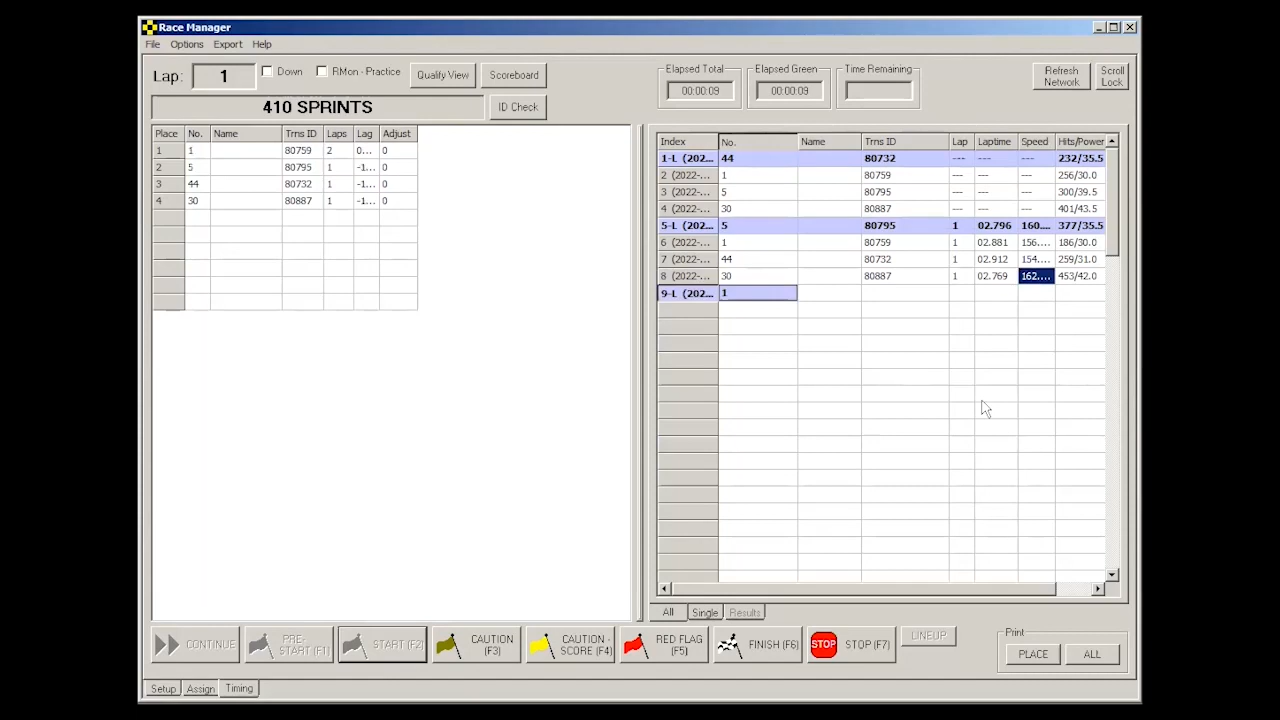 Race Manager
File Options Export Help
Lap: 1 Down RMon - Practice Qualify View Scoreboard
Elapsed Total Elapsed Green Time Remaining
00:00:09 00:00:09
Refresh Network Scroll Lock
410 SPRINTS ID Check
Place No. Name Trns ID Laps Lag Adjust
1 1 80759 2 0... 0
2 5 80795 1 -1... 0
3 44 80732 1 -1... 0
4 30 80887 1 -1... 0
Index No. Name Trns ID Lap Laptime Speed Hits/Power
1-L (202... 44 80732 --- --- --- 232/35.5
2 (2022-... 1 80759 --- --- --- 256/30.0
3 (2022-... 5 80795 --- --- --- 300/39.5
4 (2022-... 30 80887 --- --- --- 401/43.5
5-L (202... 5 80795 1 02.796 160.... 377/35.5
6 (2022-... 1 80759 1 02.881 156.... 186/30.0
7 (2022-... 44 80732 1 02.912 154.... 259/31.0
8 (2022-... 30 80887 1 02.769 162.... 453/42.0
9-L (202... 1
All Single Results
CONTINUE PRE-START (F1) START (F2) CAUTION (F3) CAUTION - SCORE (F4) RED FLAG (F5) FINISH (F6) STOP STOP (F7) LINEUP
Print
PLACE ALL
Setup Assign Timing